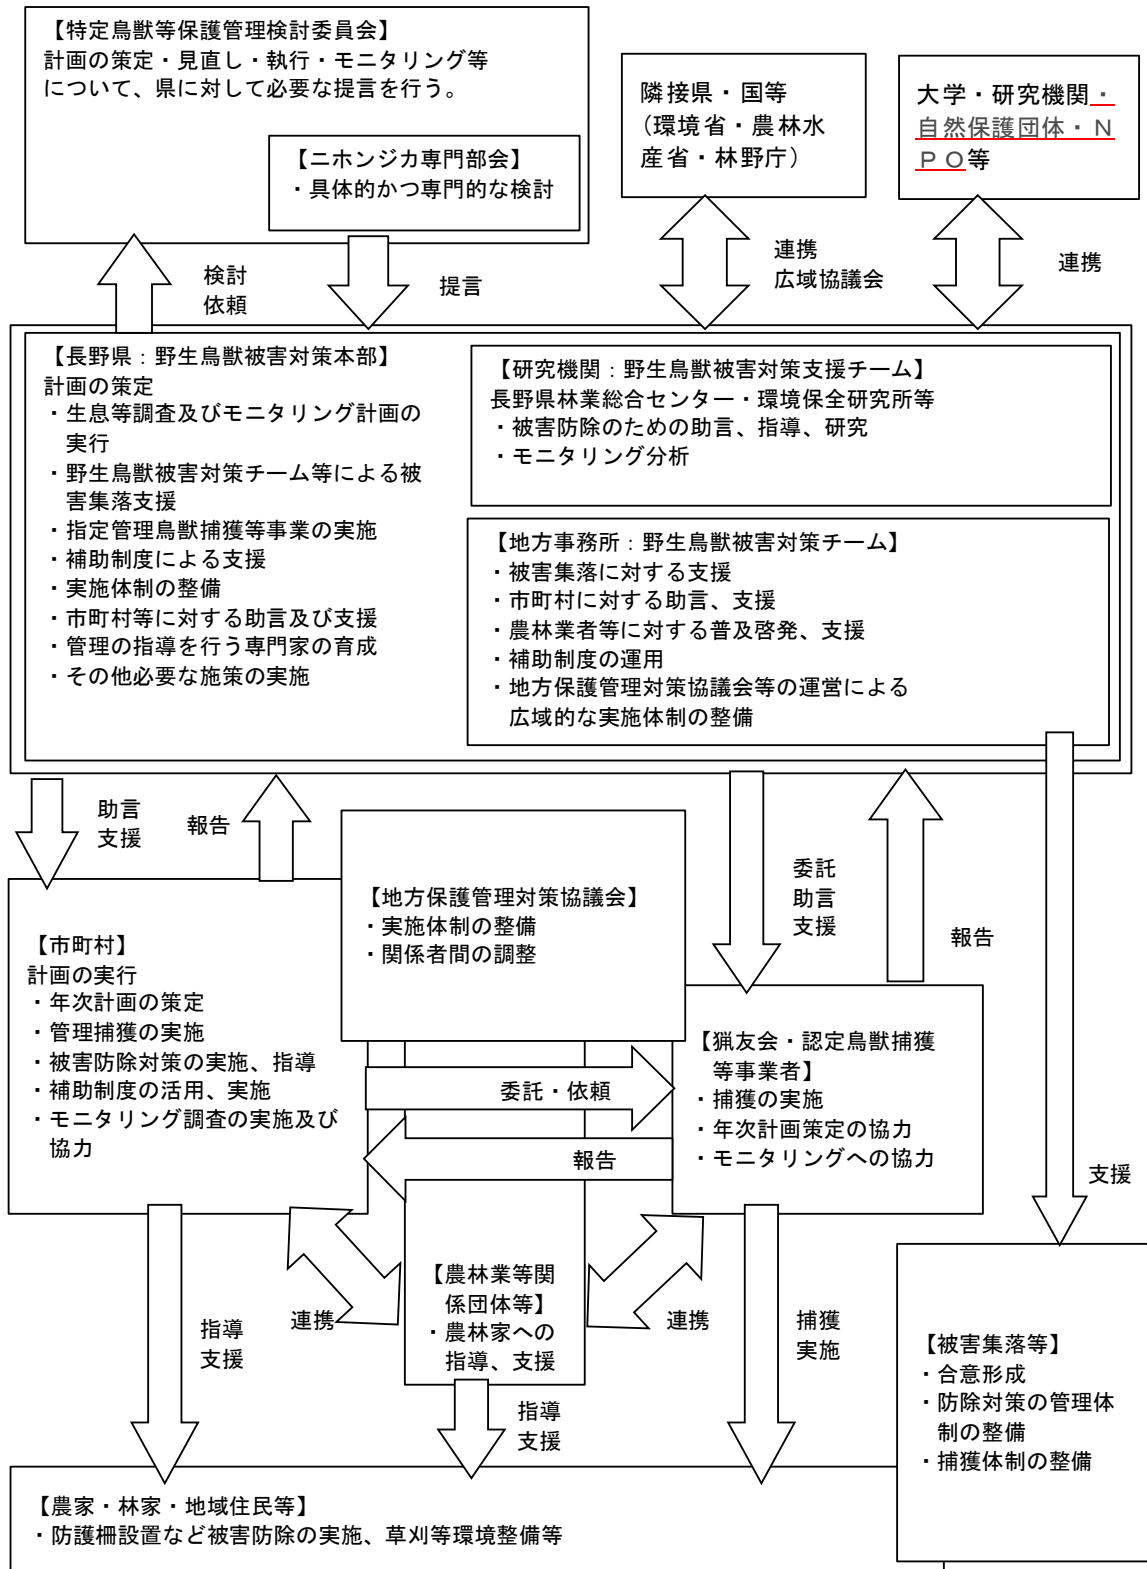 【特定鳥獣等保護管理検討委員会】
計画の策定・見直し・執行・モニタリング等
について、県に対して必要な提言を行う。
【ニホンジカ専門部会】
・具体的かつ専門的な検討
隣接県・国等
（環境省・農林水
産省・林野庁）
大学・研究機関・
自然保護団体・Ｎ
ＰＯ等
検討
依頼
提言
連携
広域協議会
連携
【長野県：野生鳥獣被害対策本部】
計画の策定
・生息等調査及びモニタリング計画の
実行
・野生鳥獣被害対策チーム等による被
害集落支援
・指定管理鳥獣捕獲等事業の実施
・補助制度による支援
・実施体制の整備
・市町村等に対する助言及び支援
・管理の指導を行う専門家の育成
・その他必要な施策の実施
【研究機関：野生鳥獣被害対策支援チーム】
長野県林業総合センター・環境保全研究所等
・被害防除のための助言、指導、研究
・モニタリング分析
【地方事務所：野生鳥獣被害対策チーム】
・被害集落に対する支援
・市町村に対する助言、支援
・農林業者等に対する普及啓発、支援
・補助制度の運用
・地方保護管理対策協議会等の運営による
広域的な実施体制の整備
助言
支援
報告
委託
助言
支援
報告
支援
【地方保護管理対策協議会】
・実施体制の整備
・関係者間の調整
【市町村】
計画の実行
・年次計画の策定
・管理捕獲の実施
・被害防除対策の実施、指導
・補助制度の活用、実施
・モニタリング調査の実施及び
協力
委託・依頼
報告
【猟友会・認定鳥獣捕獲
等事業者】
・捕獲の実施
・年次計画策定の協力
・モニタリングへの協力
指導
支援
連携
【農林業等関
係団体等】
・農林家への
指導、支援
連携
捕獲
実施
指導
支援
【被害集落等】
・合意形成
・防除対策の管理体
制の整備
・捕獲体制の整備
【農家・林家・地域住民等】
・防護柵設置など被害防除の実施、草刈等環境整備等